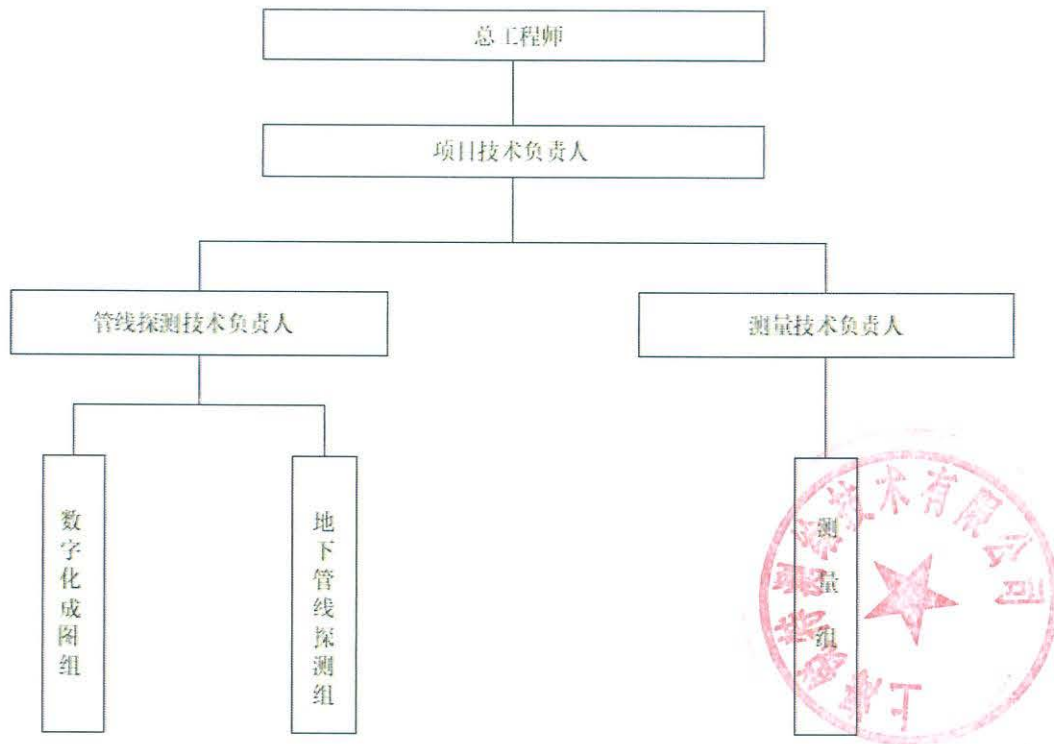 总工程师
项目技术负责人
管线探测技术负责人
测量技术负责人
数字化成图组
地下管线探测组
测量组
上海
技术有限公司